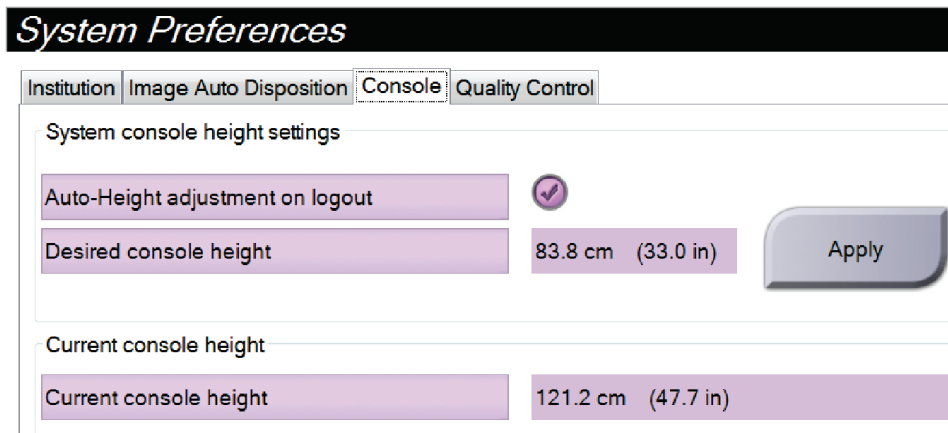 System Preferences
Institution Image Auto Disposition Console Quality Control
System console height settings
Auto-Height adjustment on logout
Desired console height 83.8 cm (33.0 in) Apply
Current console height
Current console height 121.2 cm (47.7 in)